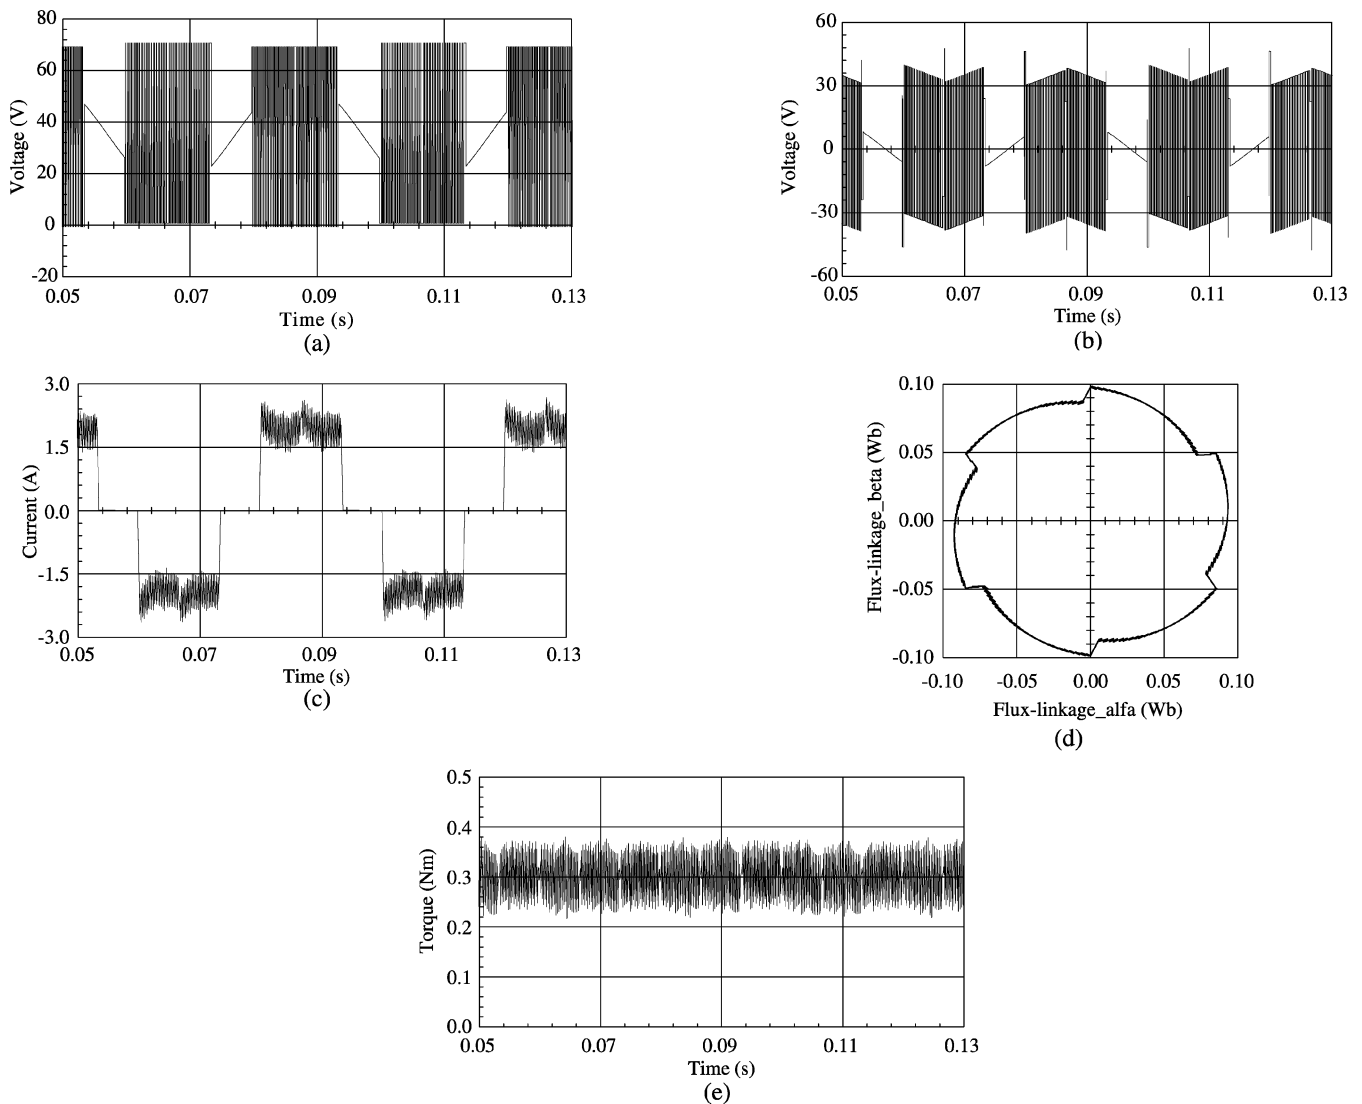 80
60
40
20
0
-20
Voltage (V)
0.05 0.07 0.09 0.11 0.13
Time (s)
(a)
60
30
0
-30
-60
Voltage (V)
0.05 0.07 0.09 0.11 0.13
Time (s)
(b)
3.0
1.5
0.0
-1.5
-3.0
Current (A)
0.05 0.07 0.09 0.11 0.13
Time (s)
(c)
0.10
0.05
0.00
-0.05
-0.10
Flux-linkage_beta (Wb)
-0.10 -0.05 0.00 0.05 0.10
Flux-linkage_alfa (Wb)
(d)
0.5
0.4
0.3
0.2
0.1
0.0
Torque (Nm)
0.05 0.07 0.09 0.11 0.13
Time (s)
(e)